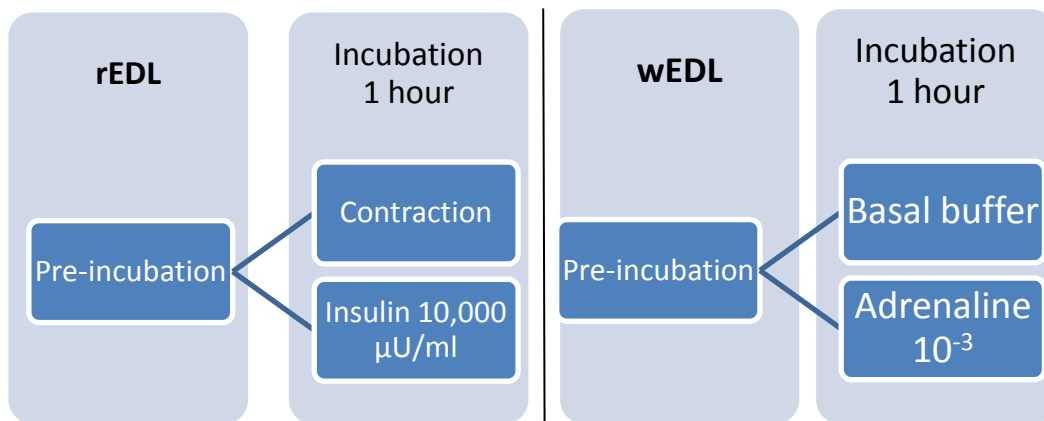 rEDL
Incubation
1 hour
Pre-incubation
Contraction
Insulin 10,000
µU/ml
wEDL
Incubation
1 hour
Pre-incubation
Basal buffer
Adrenaline
10⁻³